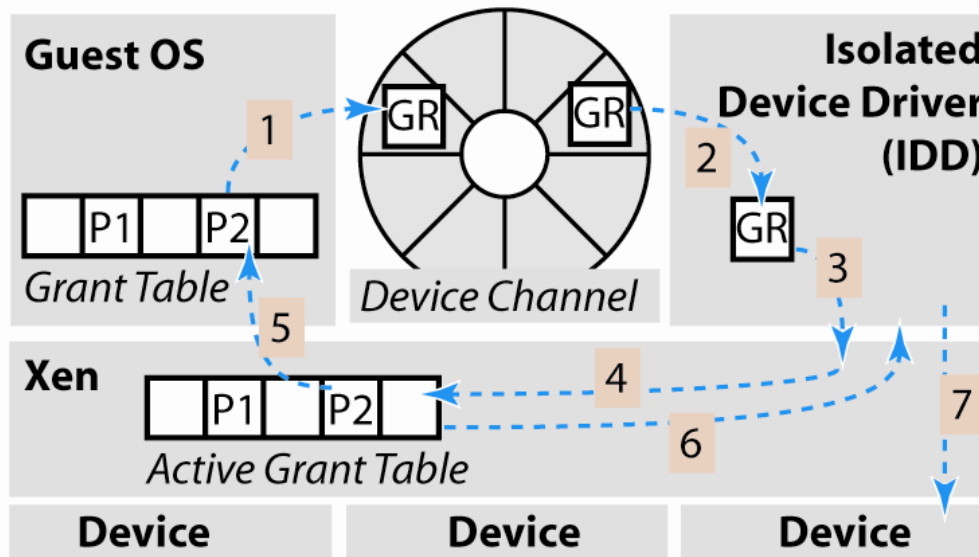 Guest OS
Isolated
Device Driver
(IDD)
GR
GR
1
2
P1
P2
GR
Grant Table
Device Channel
3
5
Xen
4
7
P1
P2
6
Active Grant Table
Device
Device
Device